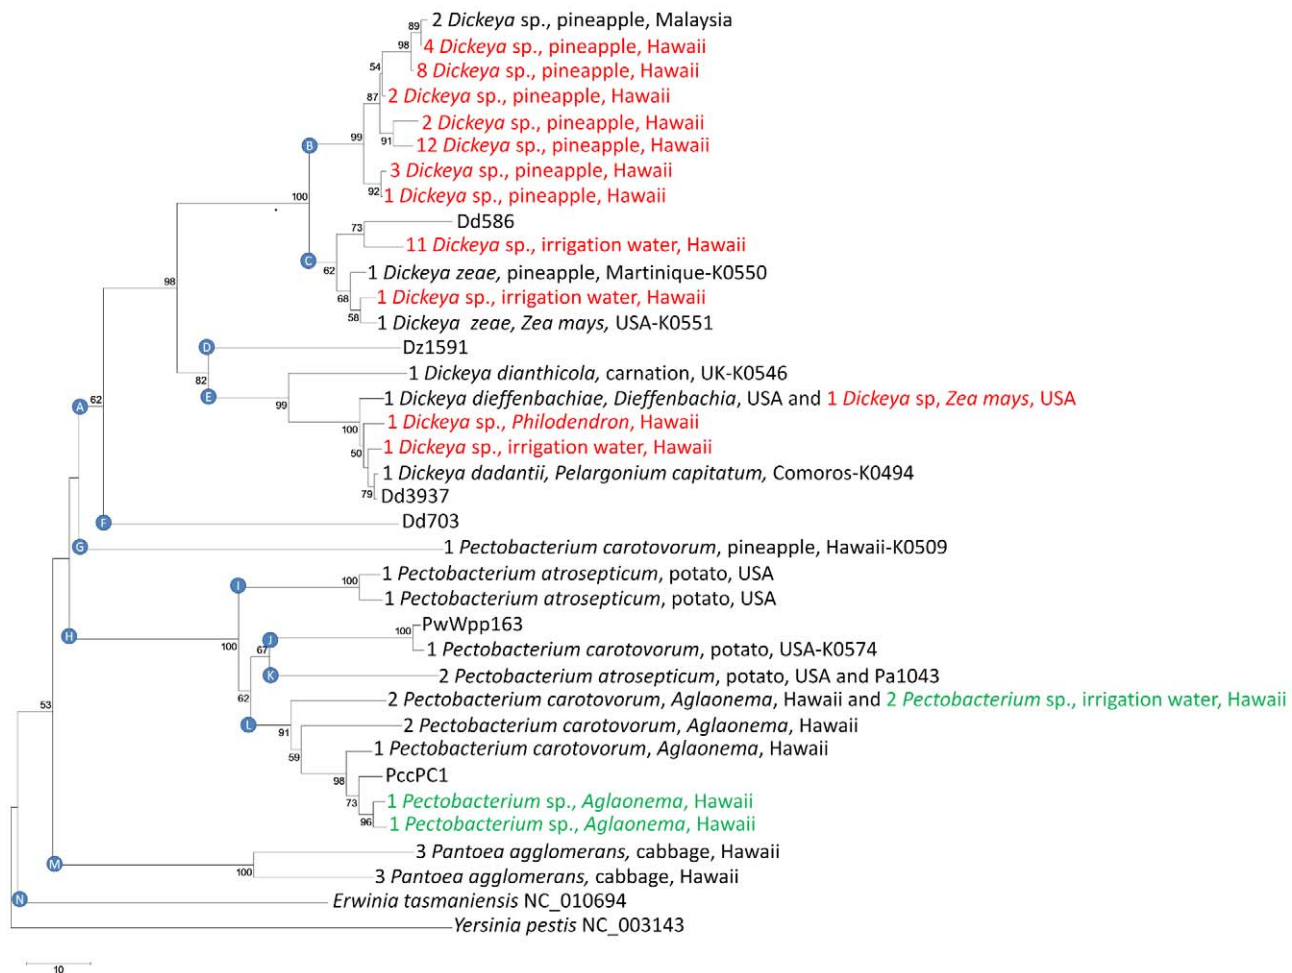 89
2 Dickeya sp., pineapple, Malaysia
98
4 Dickeya sp., pineapple, Hawaii
54
8 Dickeya sp., pineapple, Hawaii
87
2 Dickeya sp., pineapple, Hawaii
2 Dickeya sp., pineapple, Hawaii
99
91
12 Dickeya sp., pineapple, Hawaii
B
3 Dickeya sp., pineapple, Hawaii
100
92
1 Dickeya sp., pineapple, Hawaii
73
Dd586
11 Dickeya sp., irrigation water, Hawaii
C
62
1 Dickeya zeae, pineapple, Martinique-K0550
98
68
1 Dickeya sp., irrigation water, Hawaii
58
1 Dickeya zeae, Zea mays, USA-K0551
D
Dz1591
82
1 Dickeya dianthicola, carnation, UK-K0546
E
99
1 Dickeya dieffenbachiae, Dieffenbachia, USA and 1 Dickeya sp, Zea mays, USA
A
62
100
1 Dickeya sp., Philodendron, Hawaii
50
1 Dickeya sp., irrigation water, Hawaii
1 Dickeya dadantii, Pelargonium capitatum, Comoros-K0494
79
Dd3937
F
Dd703
G
1 Pectobacterium carotovorum, pineapple, Hawaii-K0509
I
100
1 Pectobacterium atrosepticum, potato, USA
1 Pectobacterium atrosepticum, potato, USA
100
PwWpp163
H
100
J
67
1 Pectobacterium carotovorum, potato, USA-K0574
K
2 Pectobacterium atrosepticum, potato, USA and Pa1043
62
2 Pectobacterium carotovorum, Aglaonema, Hawaii and 2 Pectobacterium sp., irrigation water, Hawaii
53
L
91
2 Pectobacterium carotovorum, Aglaonema, Hawaii
59
1 Pectobacterium carotovorum, Aglaonema, Hawaii
98
PccPC1
73
1 Pectobacterium sp., Aglaonema, Hawaii
96
1 Pectobacterium sp., Aglaonema, Hawaii
M
3 Pantoea agglomerans, cabbage, Hawaii
100
3 Pantoea agglomerans, cabbage, Hawaii
N
Erwinia tasmaniensis NC_010694
Yersinia pestis NC_003143
10